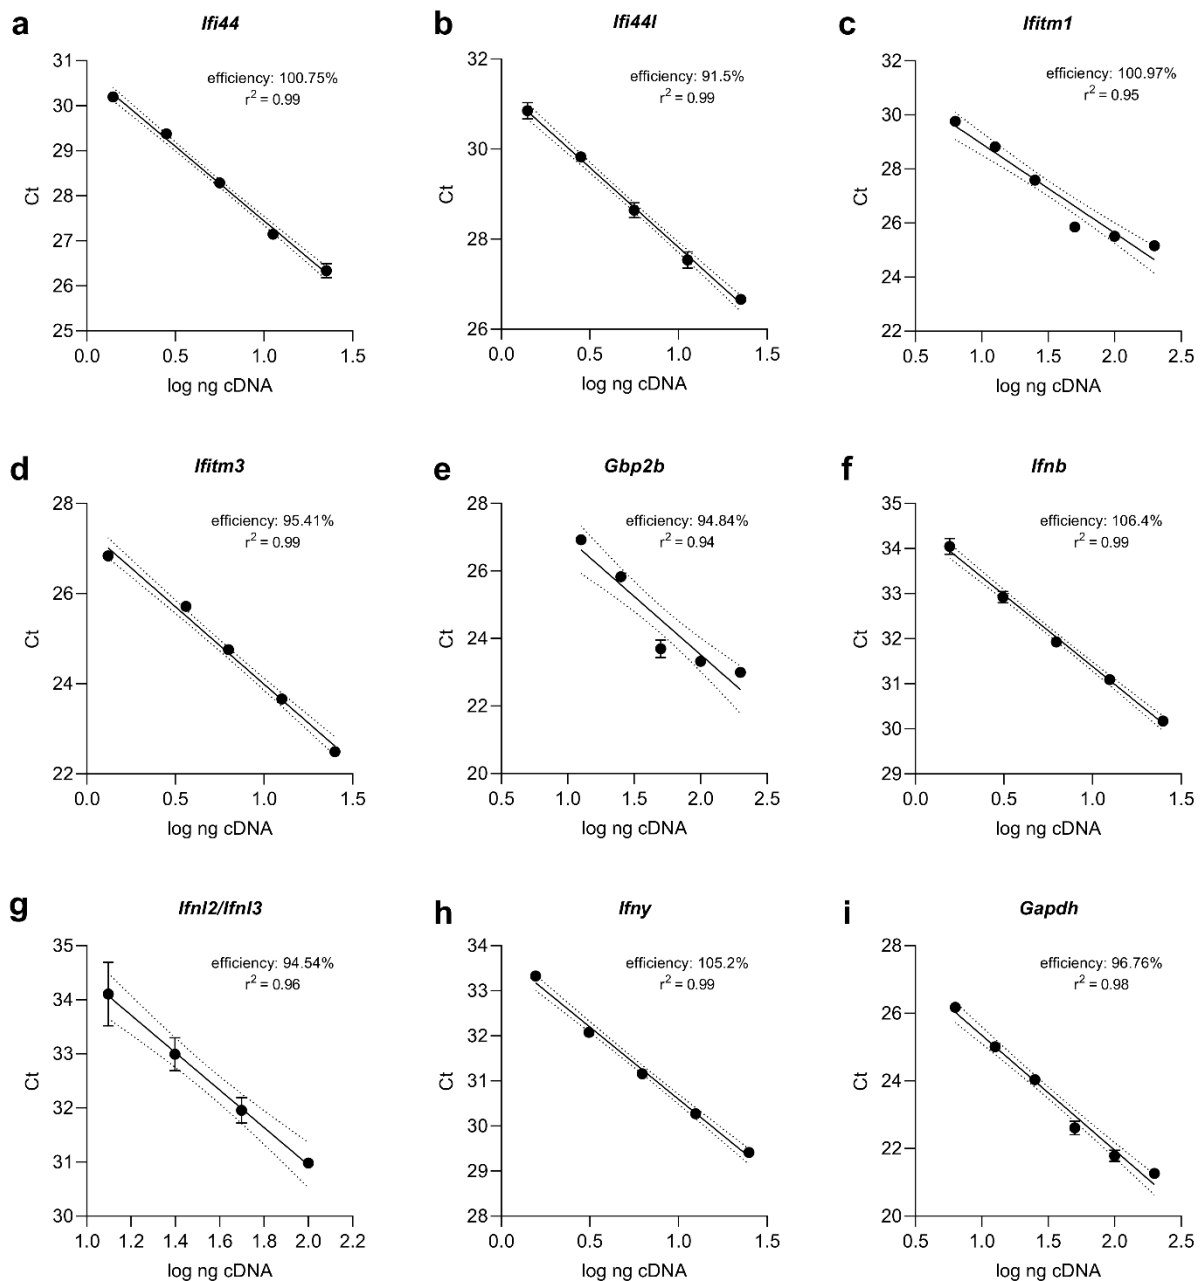 a
Ifi44
31
30
29
28
27
26
25
Ct
efficiency: 100.75%
r² = 0.99
0.0 0.5 1.0 1.5
log ng cDNA
b
Ifi44l
32
30
28
26
Ct
efficiency: 91.5%
r² = 0.99
0.0 0.5 1.0 1.5
log ng cDNA
c
Ifitm1
32
30
28
26
24
22
Ct
efficiency: 100.97%
r² = 0.95
0.5 1.0 1.5 2.0 2.5
log ng cDNA
d
Ifitm3
28
26
24
22
Ct
efficiency: 95.41%
r² = 0.99
0.0 0.5 1.0 1.5
log ng cDNA
e
Gbp2b
28
26
24
22
20
Ct
efficiency: 94.84%
r² = 0.94
0.5 1.0 1.5 2.0 2.5
log ng cDNA
f
Ifnb
35
34
33
32
31
30
29
Ct
efficiency: 106.4%
r² = 0.99
0.0 0.5 1.0 1.5
log ng cDNA
g
Ifnl2/Ifnl3
35
34
33
32
31
30
Ct
efficiency: 94.54%
r² = 0.96
1.0 1.2 1.4 1.6 1.8 2.0 2.2
log ng cDNA
h
Ifny
34
33
32
31
30
29
28
Ct
efficiency: 105.2%
r² = 0.99
0.0 0.5 1.0 1.5
log ng cDNA
i
Gapdh
28
26
24
22
20
Ct
efficiency: 96.76%
r² = 0.98
0.5 1.0 1.5 2.0 2.5
log ng cDNA